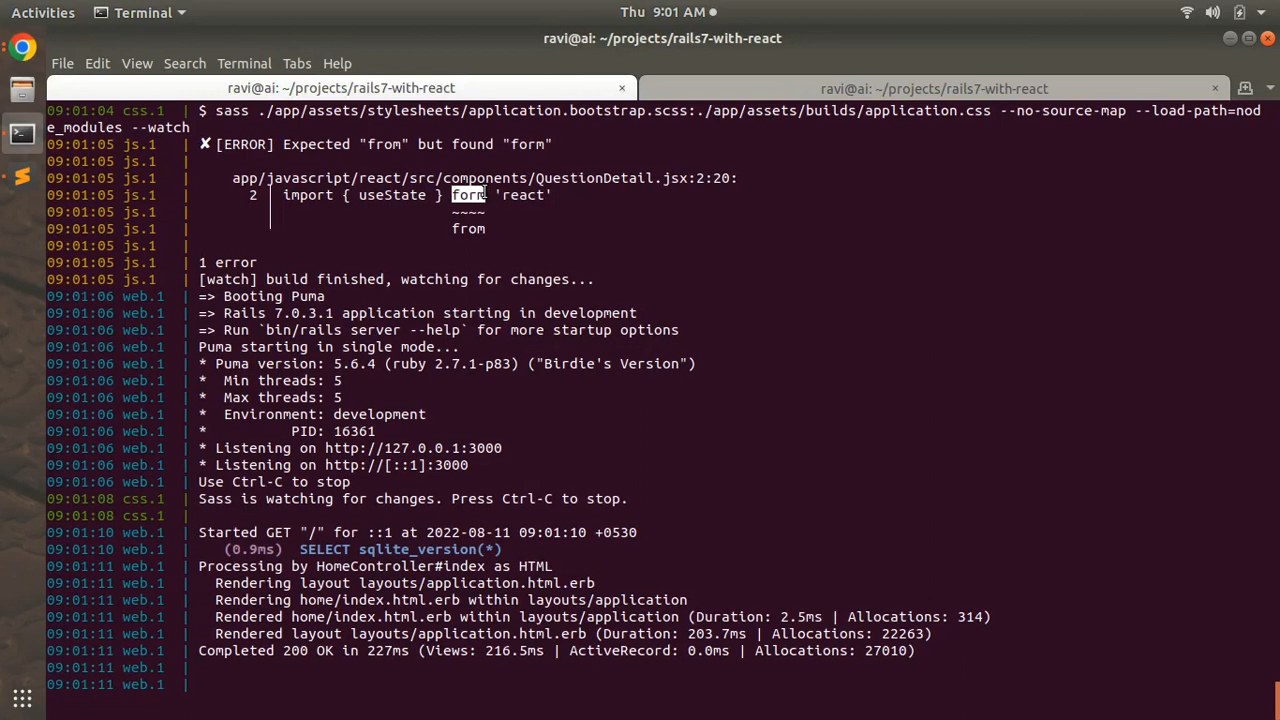 Activities Terminal Thu 9:01 AM
ravi@ai: ~/projects/rails7-with-react
File Edit View Search Terminal Tabs Help
ravi@ai: ~/projects/rails7-with-react × ravi@ai: ~/projects/rails7-with-react ×
09:01:04 css.1 | $ sass ./app/assets/stylesheets/application.bootstrap.scss:./app/assets/builds/application.css --no-source-map --load-path=nod
e_modules --watch
09:01:05 js.1 | ✘ [ERROR] Expected "from" but found "form"
09:01:05 js.1 |
09:01:05 js.1 | app/javascript/react/src/components/QuestionDetail.jsx:2:20:
09:01:05 js.1 | 2 │ import { useState } form 'react'
09:01:05 js.1 | │ ~~~~
09:01:05 js.1 | from
09:01:05 js.1 |
09:01:05 js.1 | 1 error
09:01:05 js.1 | [watch] build finished, watching for changes...
09:01:06 web.1 | => Booting Puma
09:01:06 web.1 | => Rails 7.0.3.1 application starting in development
09:01:06 web.1 | => Run `bin/rails server --help` for more startup options
09:01:06 web.1 | Puma starting in single mode...
09:01:06 web.1 | * Puma version: 5.6.4 (ruby 2.7.1-p83) ("Birdie's Version")
09:01:06 web.1 | * Min threads: 5
09:01:06 web.1 | * Max threads: 5
09:01:06 web.1 | * Environment: development
09:01:06 web.1 | * PID: 16361
09:01:06 web.1 | * Listening on http://127.0.0.1:3000
09:01:06 web.1 | * Listening on http://[::1]:3000
09:01:06 web.1 | Use Ctrl-C to stop
09:01:08 css.1 | Sass is watching for changes. Press Ctrl-C to stop.
09:01:08 css.1 |
09:01:10 web.1 | Started GET "/" for ::1 at 2022-08-11 09:01:10 +0530
09:01:10 web.1 | (0.9ms) SELECT sqlite_version(*)
09:01:11 web.1 | Processing by HomeController#index as HTML
09:01:11 web.1 | Rendering layout layouts/application.html.erb
09:01:11 web.1 | Rendering home/index.html.erb within layouts/application
09:01:11 web.1 | Rendered home/index.html.erb within layouts/application (Duration: 2.5ms | Allocations: 314)
09:01:11 web.1 | Rendered layout layouts/application.html.erb (Duration: 203.7ms | Allocations: 22263)
09:01:11 web.1 | Completed 200 OK in 227ms (Views: 216.5ms | ActiveRecord: 0.0ms | Allocations: 27010)
09:01:11 web.1 |
09:01:11 web.1 |